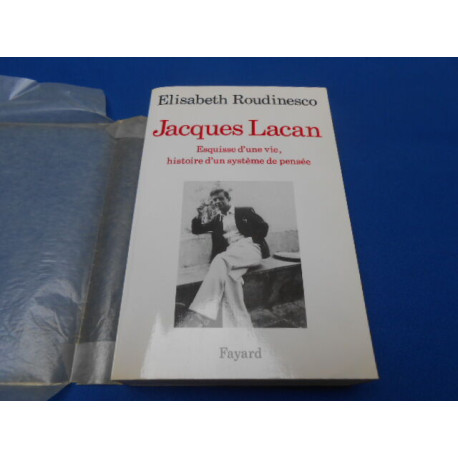 Elisabeth Roudinesco
Jacques Lacan
Esquisse d'une vie,
histoire d'un système de pensée
Fayard